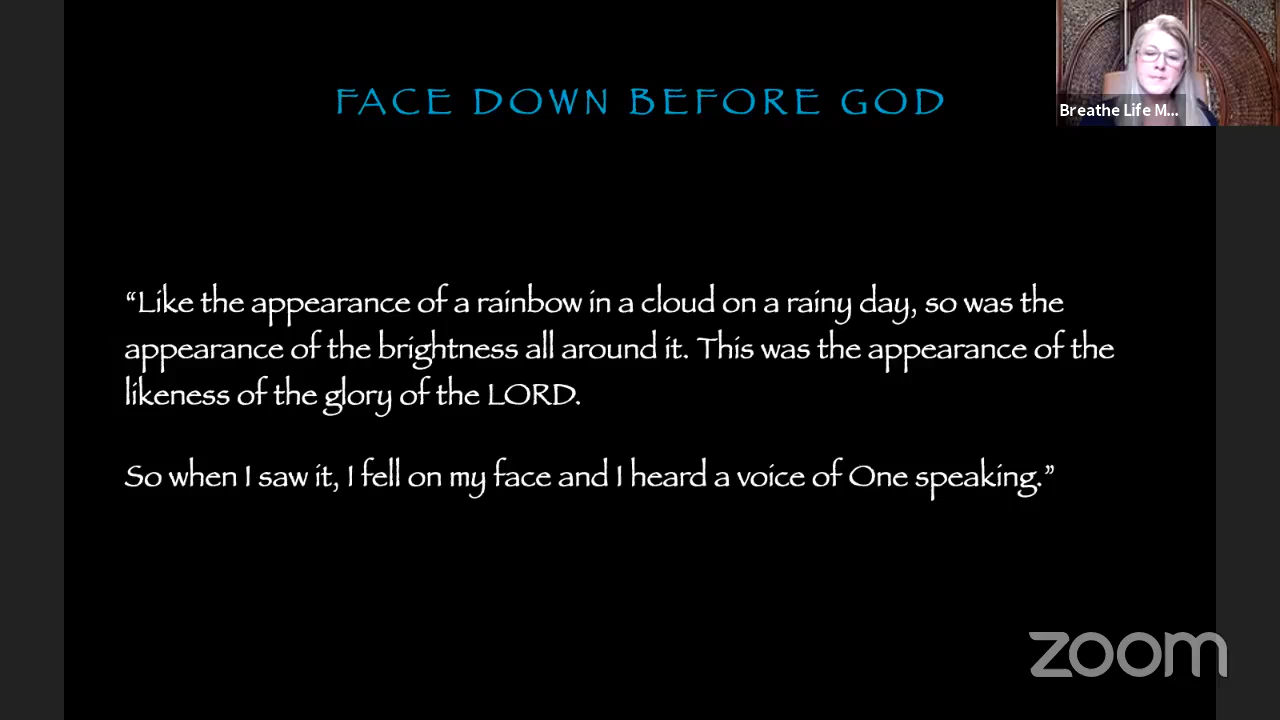 FACE DOWN BEFORE GOD
Breathe Life M...
“Like the appearance of a rainbow in a cloud on a rainy day, so was the
appearance of the brightness all around it. This was the appearance of the
likeness of the glory of the LORD.
So when I saw it, I fell on my face and I heard a voice of One speaking.”
zoom